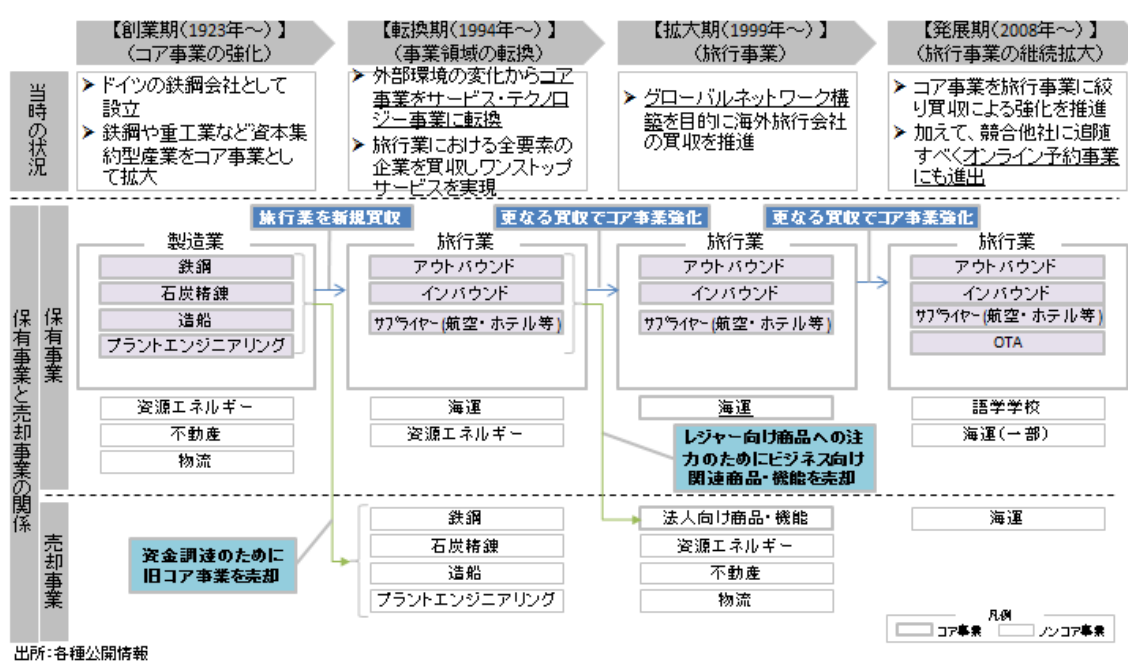 【創業期(1923年～)】
(コア事業の強化)
【転換期(1994年～)】
(事業領域の転換)
【拡大期(1999年～)】
(旅行事業)
【発展期(2008年～)】
(旅行事業の継続拡大)
当時の状況
➤ ドイツの鉄鋼会社として
設立
➤ 鉄鋼や重工業など資本集
約型産業をコア事業とし
て拡大
➤ 外部環境の変化からコア
事業をサービス・テクノロ
ジー事業に転換
➤ 旅行業における全要素の
企業を買収しワンストップ
サービスを実現
➤ グローバルネットワーク構
築を目的に海外旅行会社
の買収を推進
➤ コア事業を旅行事業に絞
り買収による強化を推進
➤ 加えて、競合他社に追随
すべくオンライン予約事業
にも進出
保有事業と売却事業の関係
保有事業
旅行業を新規買収
更なる買収でコア事業強化
更なる買収でコア事業強化
製造業
鉄鋼
石炭精錬
造船
プラントエンジニアリング
資源エネルギー
不動産
物流
旅行業
アウトバウンド
インバウンド
サプライヤー(航空・ホテル等)
海運
資源エネルギー
旅行業
アウトバウンド
インバウンド
サプライヤー(航空・ホテル等)
海運
レジャー向け商品への注
力のためにビジネス向け
関連商品・機能を売却
旅行業
アウトバウンド
インバウンド
サプライヤー(航空・ホテル等)
OTA
語学学校
海運(一部)
売却事業
資金調達のために
旧コア事業を売却
鉄鋼
石炭精錬
造船
プラントエンジニアリング
法人向け商品・機能
資源エネルギー
不動産
物流
海運
凡例
コア事業
ノンコア事業
出所：各種公開情報